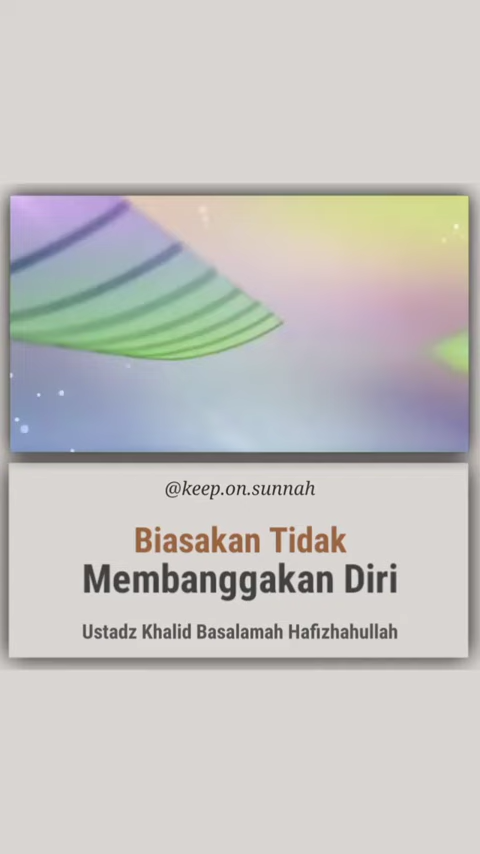 @keep.on.sunnah
Biasakan Tidak
Membanggakan Diri
Ustadz Khalid Basalamah Hafizhahullah